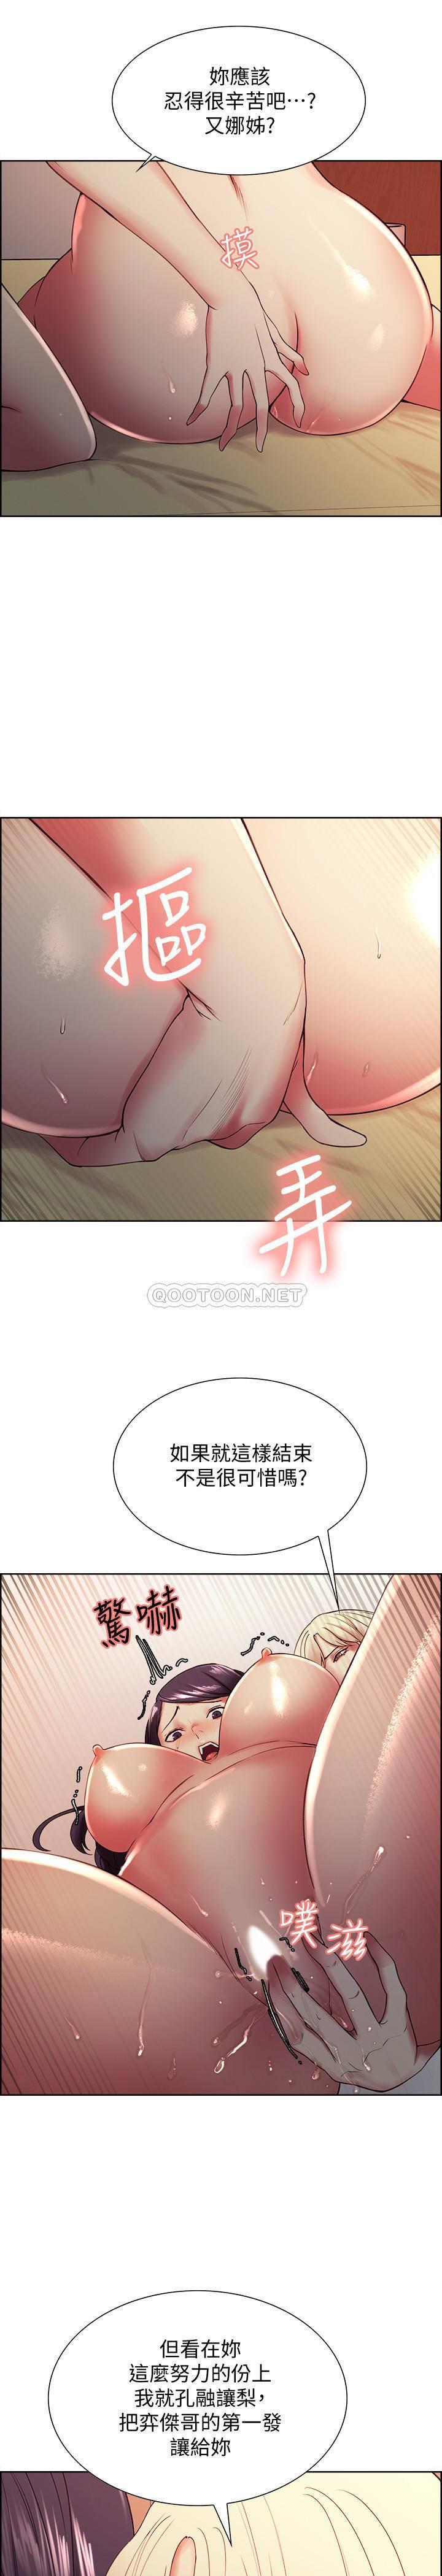 妳應該
忍得很辛苦吧…?
又娜姊?
摸
摳
弄
QOOTOON.NET
如果就這樣結束
不是很可惜嗎?
驚嚇
噗滋
但看在妳
這麼努力的份上
我就孔融讓梨，
把弈傑哥的第一發
讓給妳